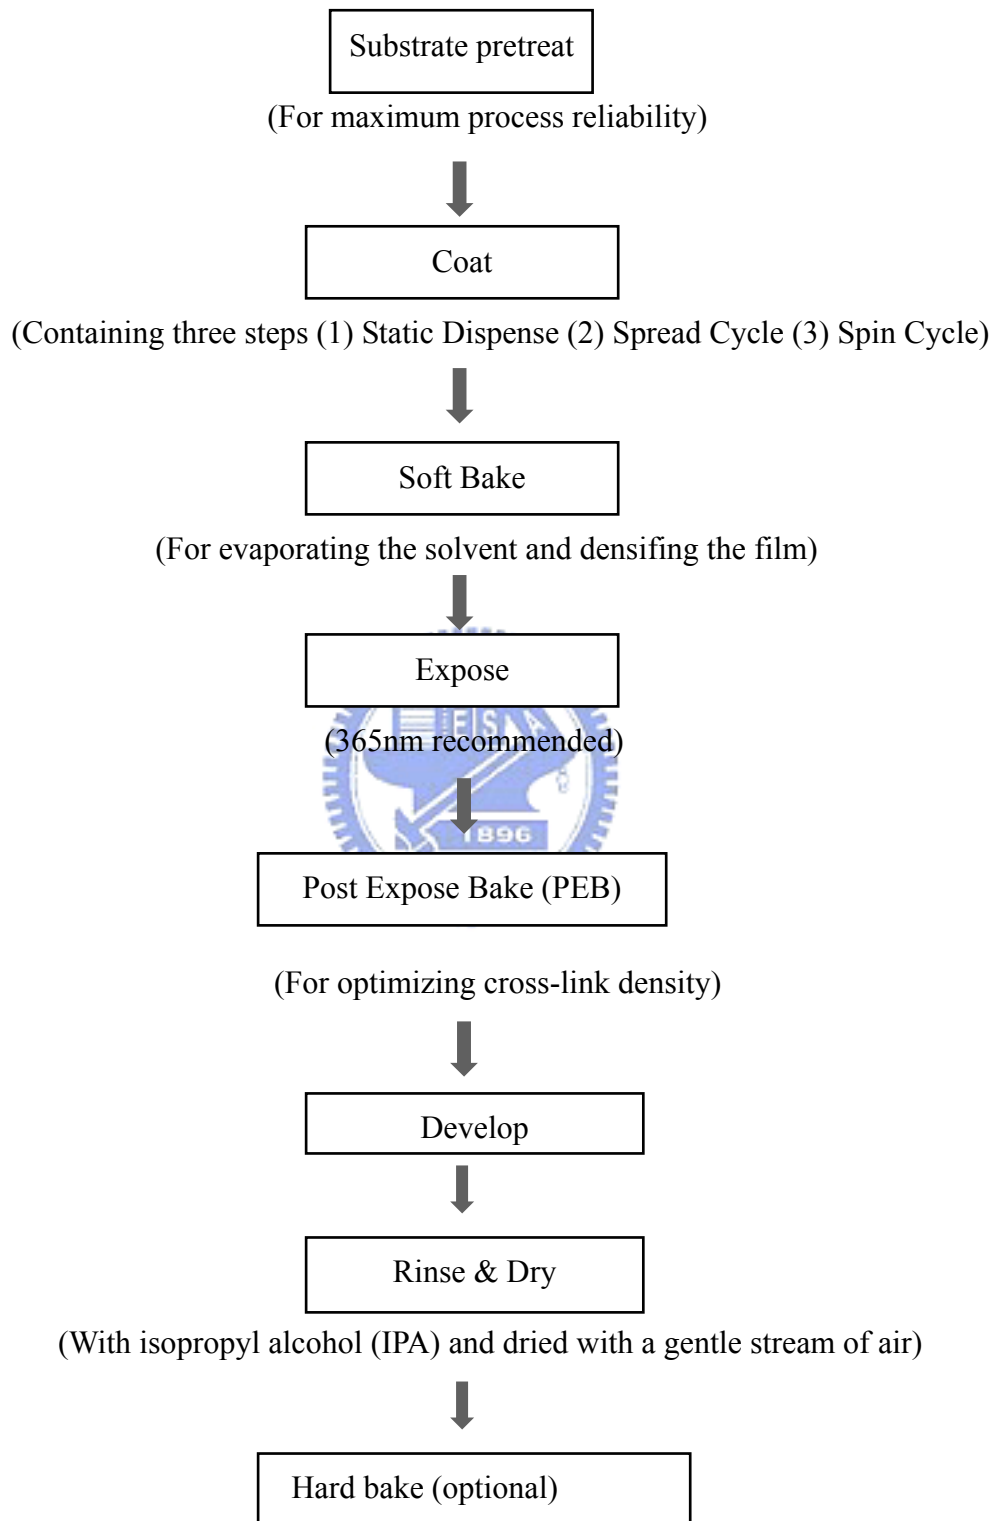 Substrate pretreat
(For maximum process reliability)
Coat
(Containing three steps (1) Static Dispense (2) Spread Cycle (3) Spin Cycle)
Soft Bake
(For evaporating the solvent and densifing the film)
Expose
E S A
(365nm recommended)
1896
Post Expose Bake (PEB)
(For optimizing cross-link density)
Develop
Rinse & Dry
(With isopropyl alcohol (IPA) and dried with a gentle stream of air)
Hard bake (optional)